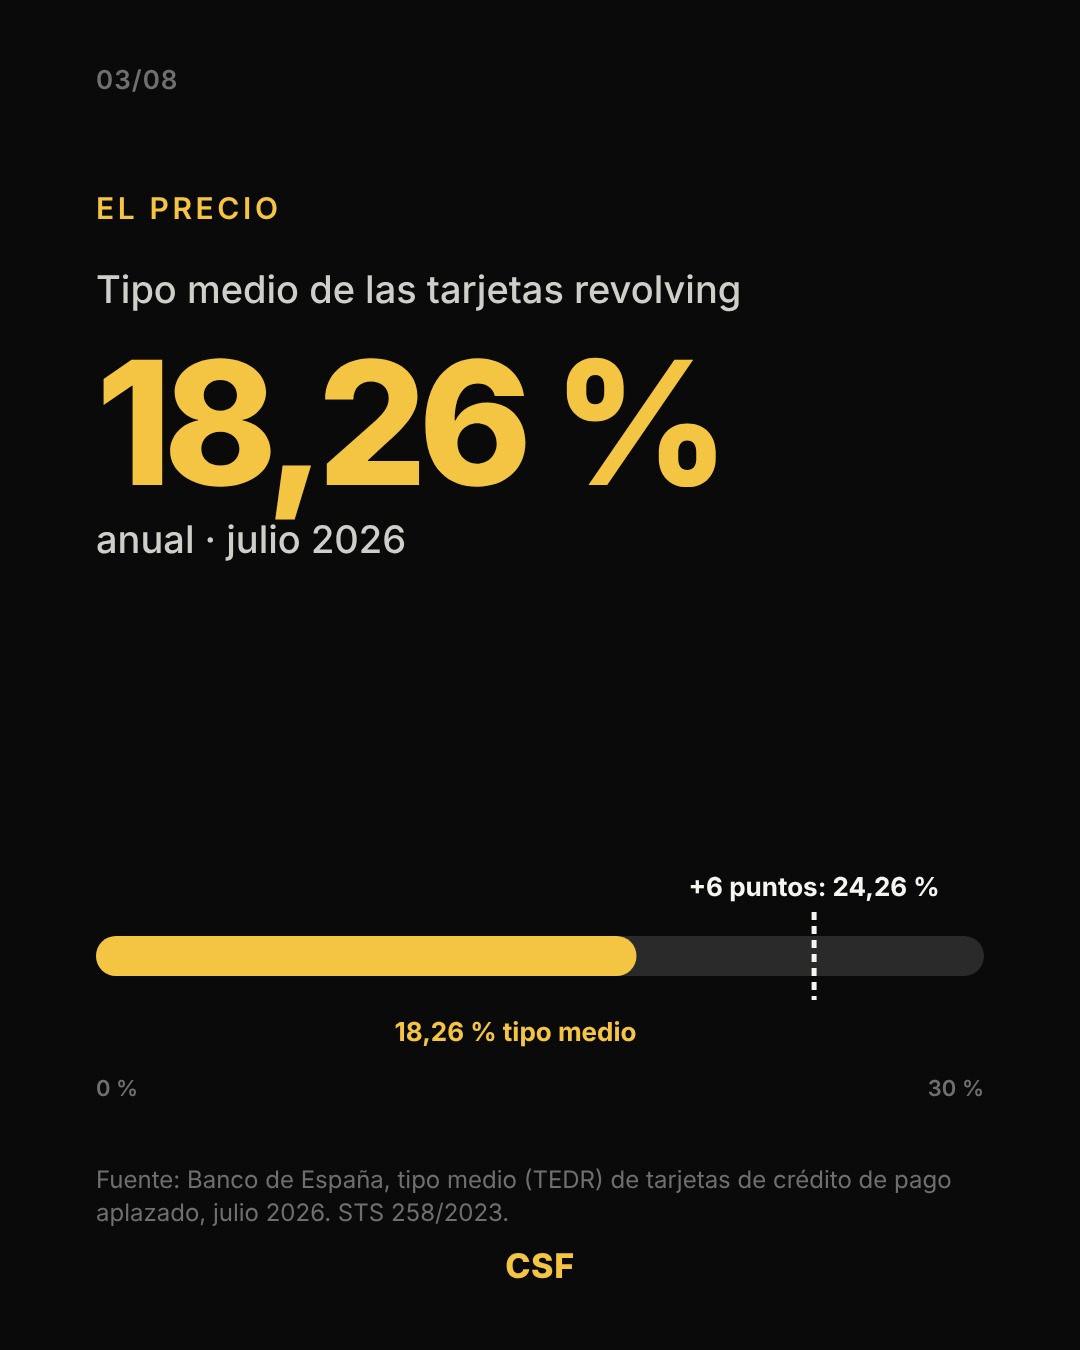 03/08
EL PRECIO
Tipo medio de las tarjetas revolving
18,26 %
anual · julio 2026
+6 puntos: 24,26 %
18,26 % tipo medio
0 %
30 %
Fuente: Banco de España, tipo medio (TEDR) de tarjetas de crédito de pago
aplazado, julio 2026. STS 258/2023.
CSF